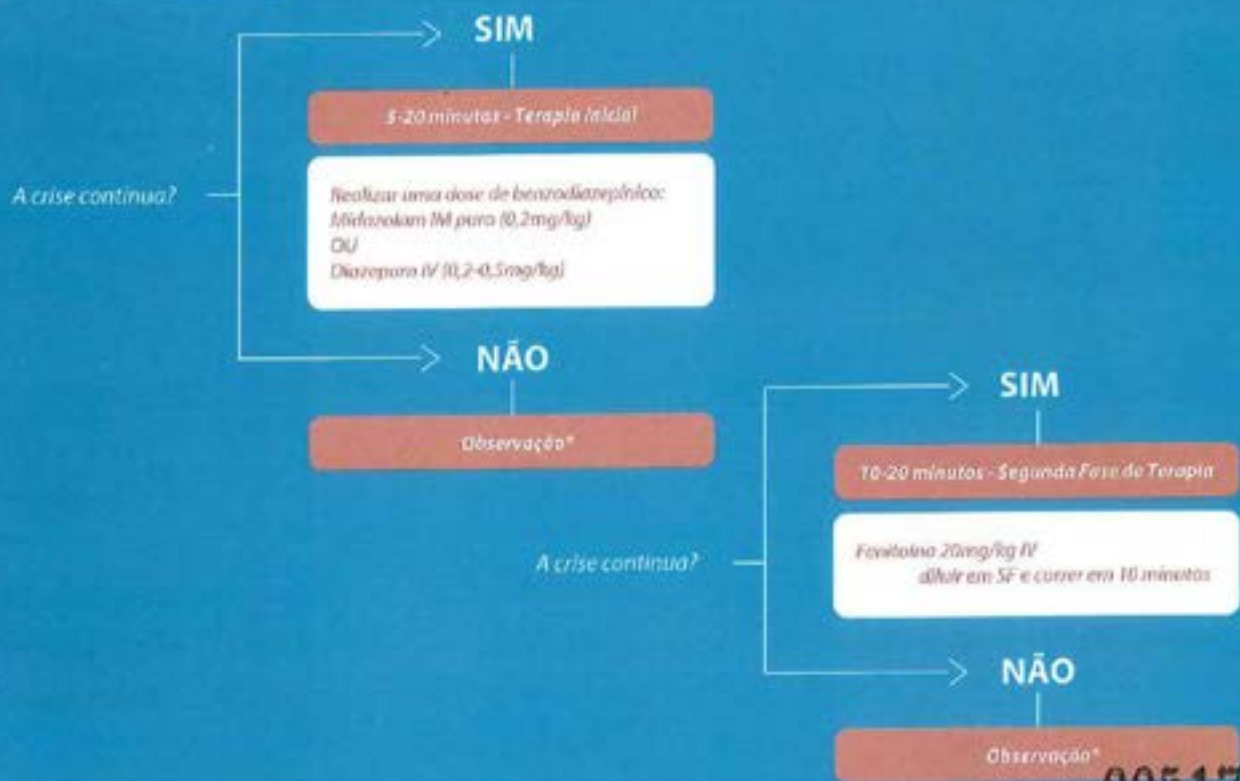 SIM
5-20 minutos - Terapia Inicial
A crise continua?
Realizar uma dose de benzodiazepínico:
Midazolam IM puro (0,2mg/kg)
OU
Diazepam IV (0,2-0,5mg/kg)
NÃO
Observação*
SIM
10-20 minutos - Segunda Fase de Terapia
A crise continua?
Fenitoína 20mg/kg IV
diluir em SF e correr em 10 minutos
NÃO
Observação*